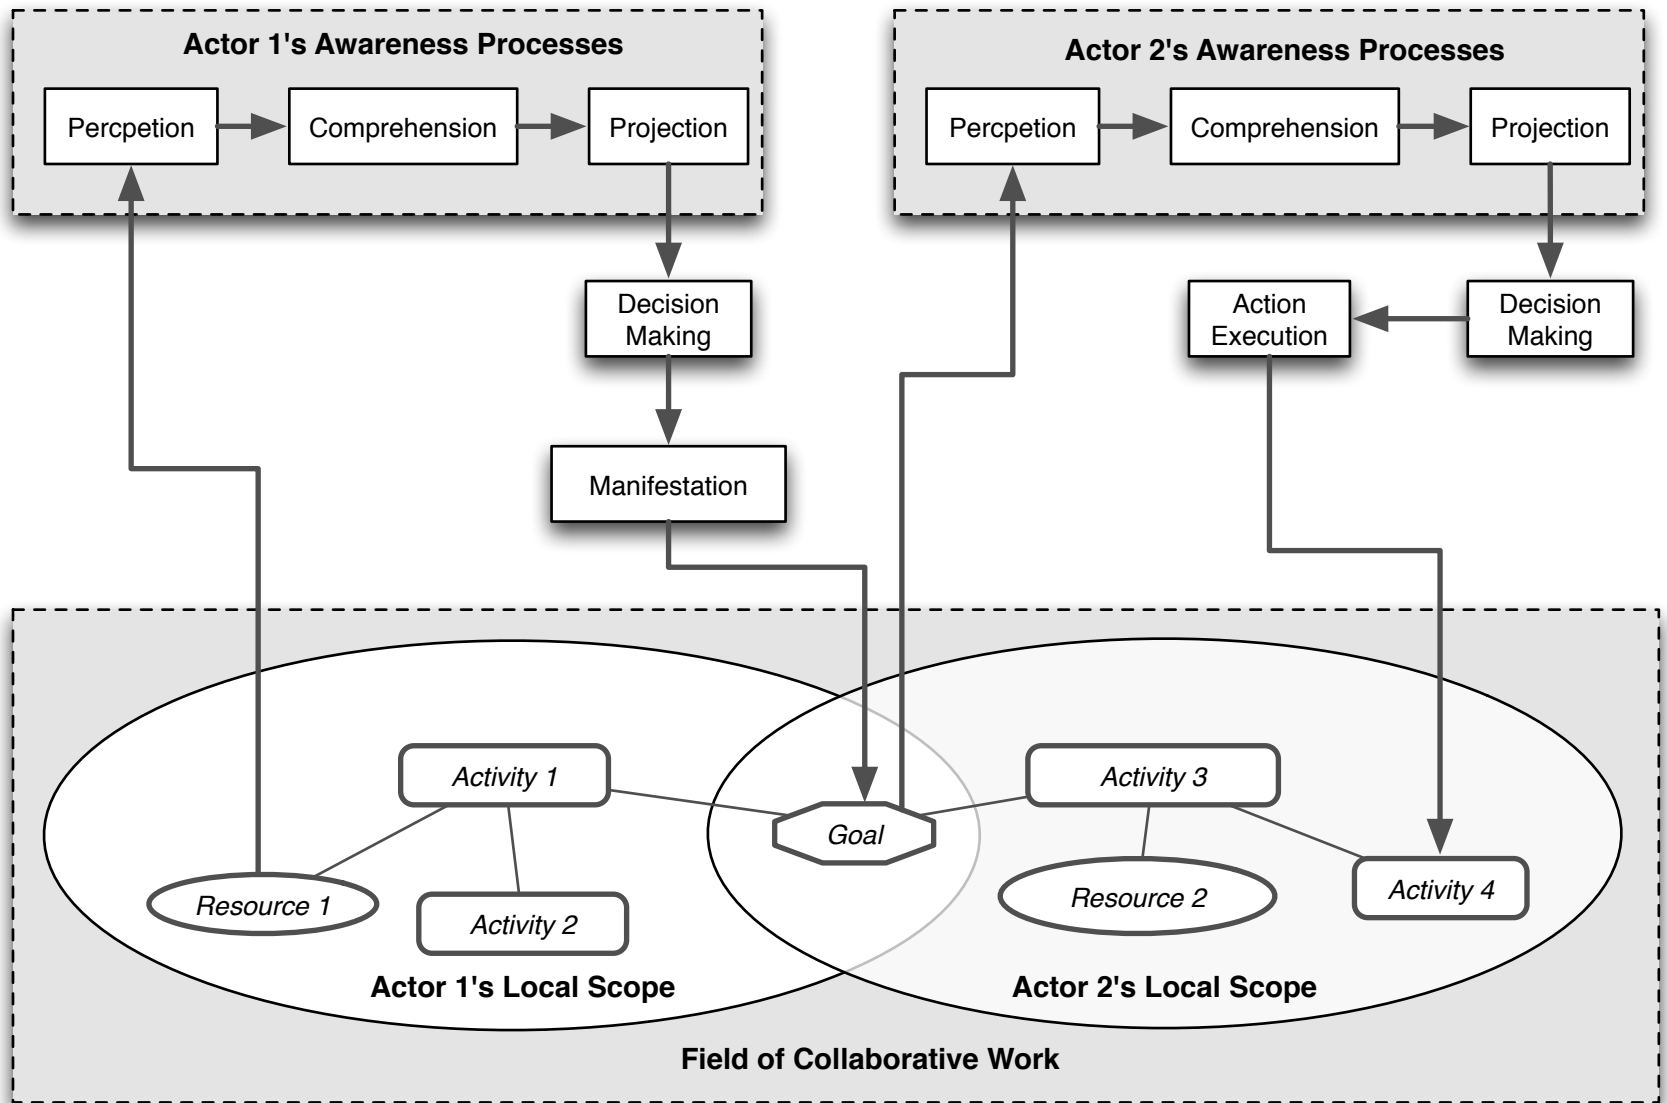 Actor 1's Awareness Processes
Percpetion
Comprehension
Projection
Decision
Making
Manifestation
Actor 2's Awareness Processes
Percpetion
Comprehension
Projection
Decision
Making
Action
Execution
Activity 1
Resource 1
Activity 2
Goal
Activity 3
Resource 2
Activity 4
Actor 1's Local Scope
Actor 2's Local Scope
Field of Collaborative Work